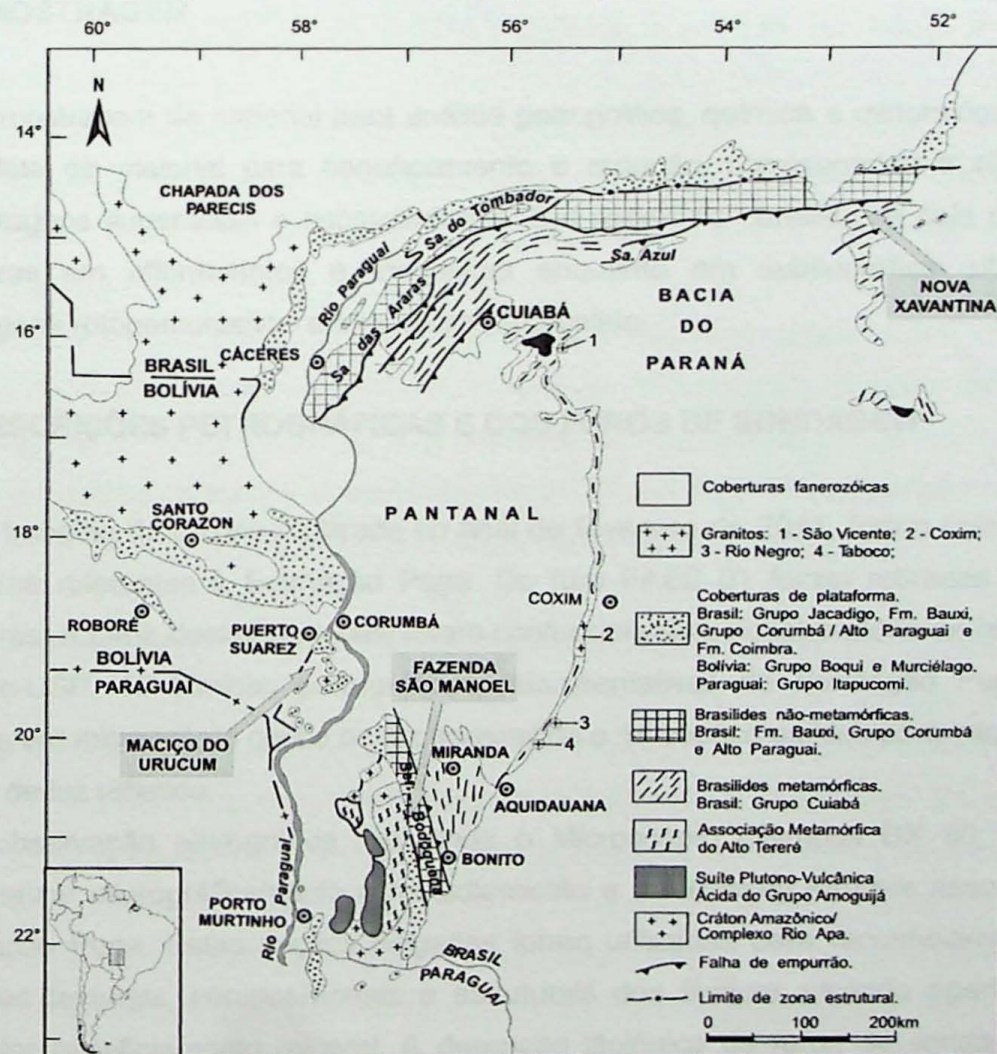 60° 58° 56° 54° 52°
N
14°
16°
18°
20°
22°
CHAPADA DOS
PARECIS
Rio Paraguai
Sa. do Tombador
Sa. das Araras
Sa. Azul
CUIABÁ
BACIA
DO
PARANÁ
NOVA
XAVANTINA
1
BRASIL
BOLÍVIA
CÁCERES
PANTANAL
SANTO
CORAZON
ROBORÉ
PUERTO
SUAREZ
CORUMBÁ
COXIM
2
BOLÍVIA
PARAGUAI
FAZENDA
SÃO MANOEL
3
4
MACIÇO DO
URUCUM
MIRANDA
AQUIDAUANA
Sa. Bodoquena
BONITO
Rio Paraguai
PORTO
MURTINHO
BRASIL
PARAGUAI
Coberturas fanerozóicas
Granitos: 1 - São Vicente; 2 - Coxim;
3 - Rio Negro; 4 - Taboco;
Coberturas de plataforma.
Brasil: Grupo Jacadigo, Fm. Bauxi,
Grupo Corumbá / Alto Paraguai e
Fm. Coimbra.
Bolívia: Grupo Boqui e Murciélago.
Paraguai: Grupo Itapucomi.
Brasilides não-metamórficas.
Brasil: Fm. Bauxi, Grupo Corumbá
e Alto Paraguai.
Brasilides metamórficas.
Brasil: Grupo Cuiabá
Associação Metamórfica
do Alto Tererê
Suíte Plutono-Vulcânica
Ácida do Grupo Amoguijá
Cráton Amazônico/
Complexo Rio Apa.
Falha de empurrão.
Limite de zona estrutural.
0 100 200km